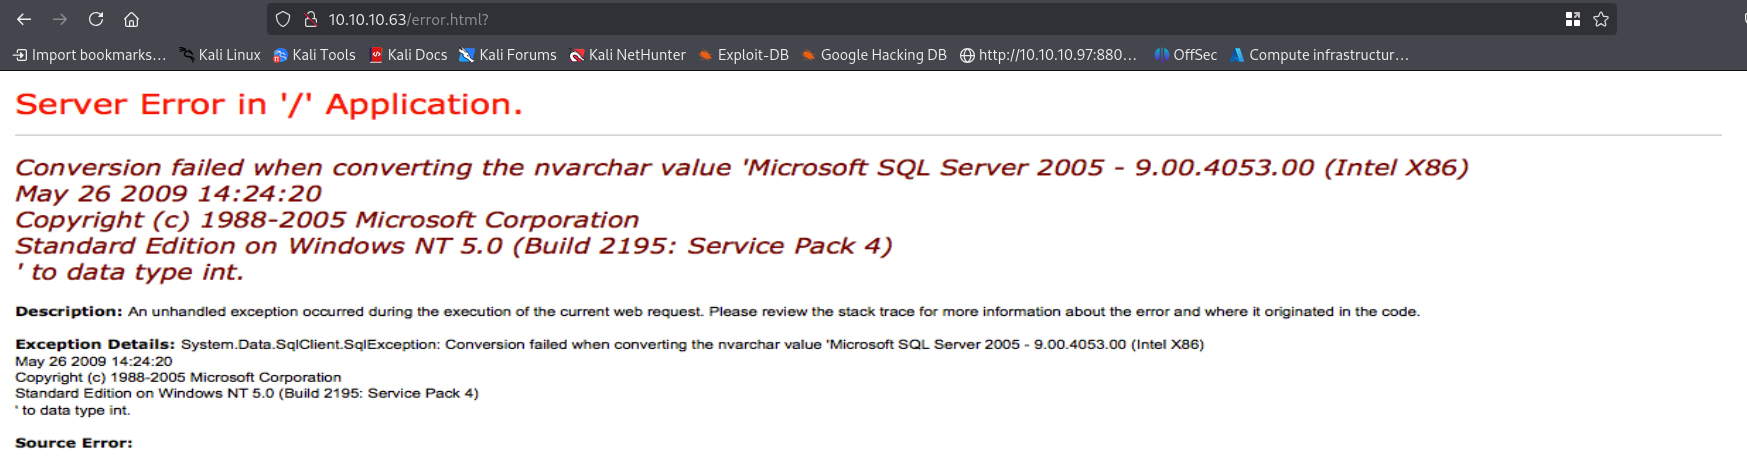 10.10.10.63/error.html?
Import bookmarks... Kali Linux Kali Tools Kali Docs Kali Forums Kali NetHunter Exploit-DB Google Hacking DB http://10.10.10.97:880... OffSec Compute infrastructur...
Server Error in '/' Application.
Conversion failed when converting the nvarchar value 'Microsoft SQL Server 2005 - 9.00.4053.00 (Intel X86)
May 26 2009 14:24:20
Copyright (c) 1988-2005 Microsoft Corporation
Standard Edition on Windows NT 5.0 (Build 2195: Service Pack 4)
' to data type int.
Description: An unhandled exception occurred during the execution of the current web request. Please review the stack trace for more information about the error and where it originated in the code.
Exception Details: System.Data.SqlClient.SqlException: Conversion failed when converting the nvarchar value 'Microsoft SQL Server 2005 - 9.00.4053.00 (Intel X86)
May 26 2009 14:24:20
Copyright (c) 1988-2005 Microsoft Corporation
Standard Edition on Windows NT 5.0 (Build 2195: Service Pack 4)
' to data type int.
Source Error: